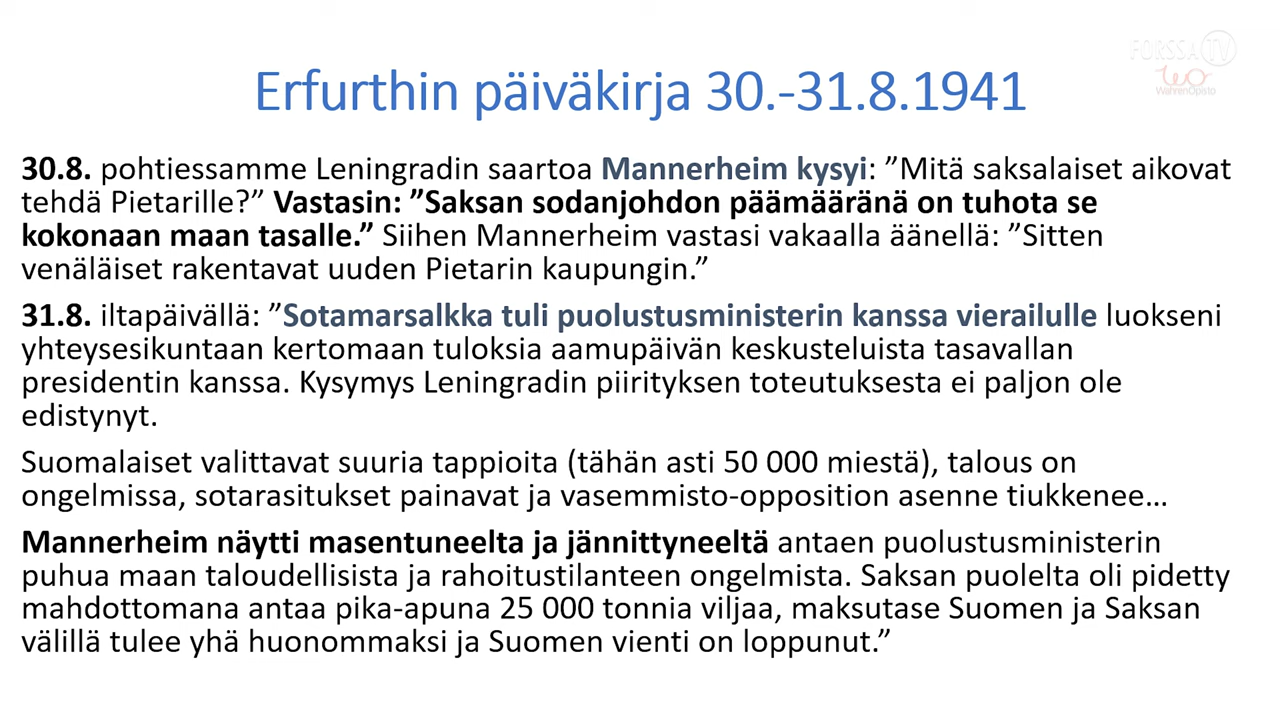 FORSSA TV
WahrenOpisto
Erfurthin päiväkirja 30.-31.8.1941
30.8. pohtiessamme Leningradin saartoa Mannerheim kysyi: ”Mitä saksalaiset aikovat
tehdä Pietarille?” Vastasin: ”Saksan sodanjohdon päämääränä on tuhota se
kokonaan maan tasalle.” Siihen Mannerheim vastasi vakaalla äänellä: ”Sitten
venäläiset rakentavat uuden Pietarin kaupungin.”
31.8. iltapäivällä: ”Sotamarsalkka tuli puolustusministerin kanssa vierailulle luokseni
yhteysesikuntaan kertomaan tuloksia aamupäivän keskusteluista tasavallan
presidentin kanssa. Kysymys Leningradin piirityksen toteutuksesta ei paljon ole
edistynyt.
Suomalaiset valittavat suuria tappioita (tähän asti 50 000 miestä), talous on
ongelmissa, sotarasitukset painavat ja vasemmisto-opposition asenne tiukkenee…
Mannerheim näytti masentuneelta ja jännittyneeltä antaen puolustusministerin
puhua maan taloudellisista ja rahoitustilanteen ongelmista. Saksan puolelta oli pidetty
mahdottomana antaa pika-apuna 25 000 tonnia viljaa, maksutase Suomen ja Saksan
välillä tulee yhä huonommaksi ja Suomen vienti on loppunut.”